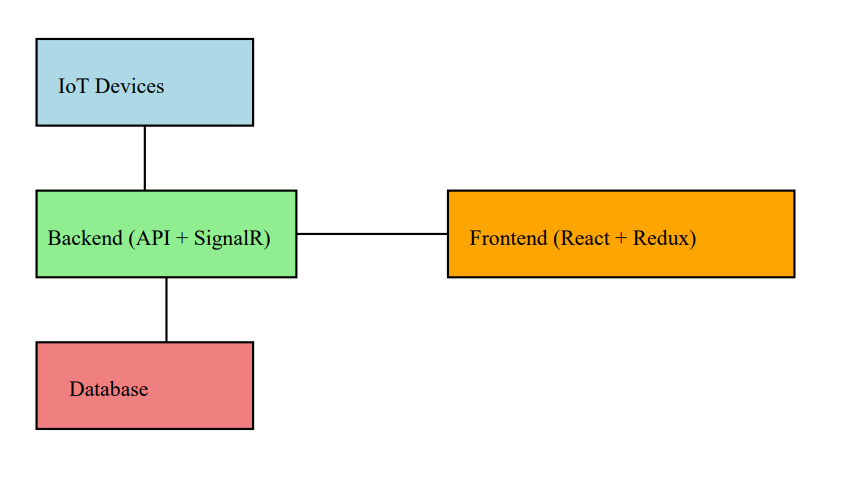 IoT Devices
Backend (API + SignalR)
Frontend (React + Redux)
Database